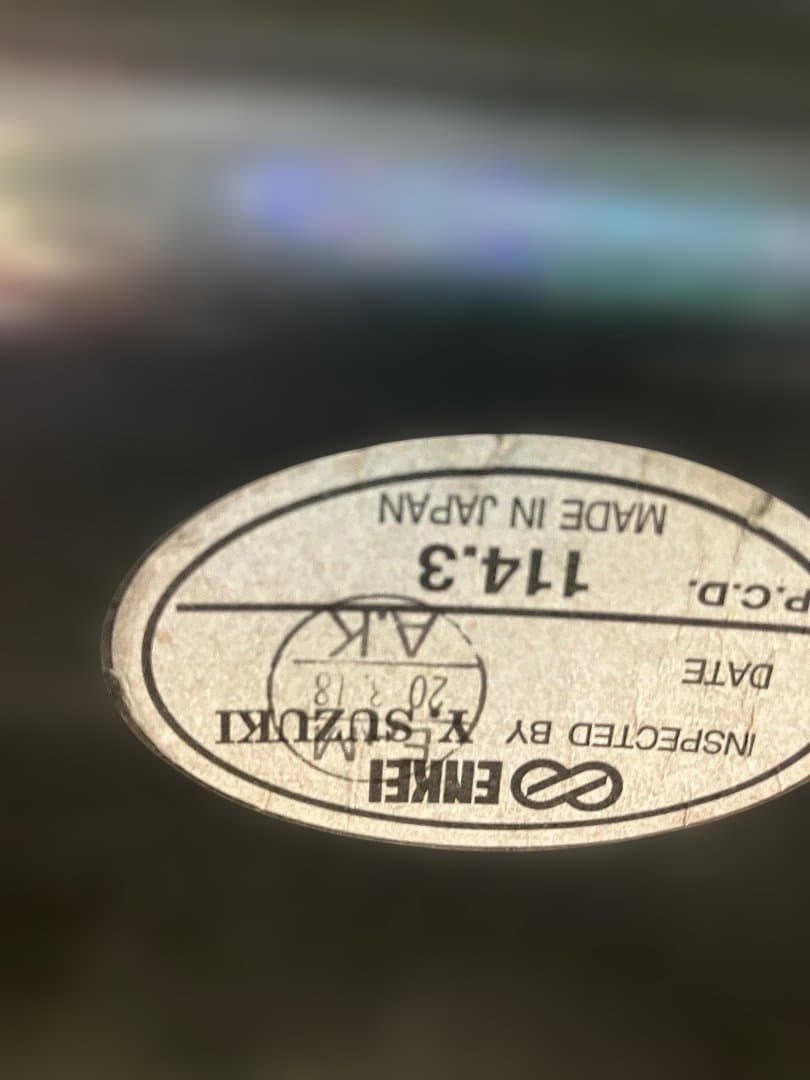 ENKEI
INSPECTED BY Y. SUZUKI
E M
DATE
20.3.18
A.K
P.C.D. 114.3
MADE IN JAPAN